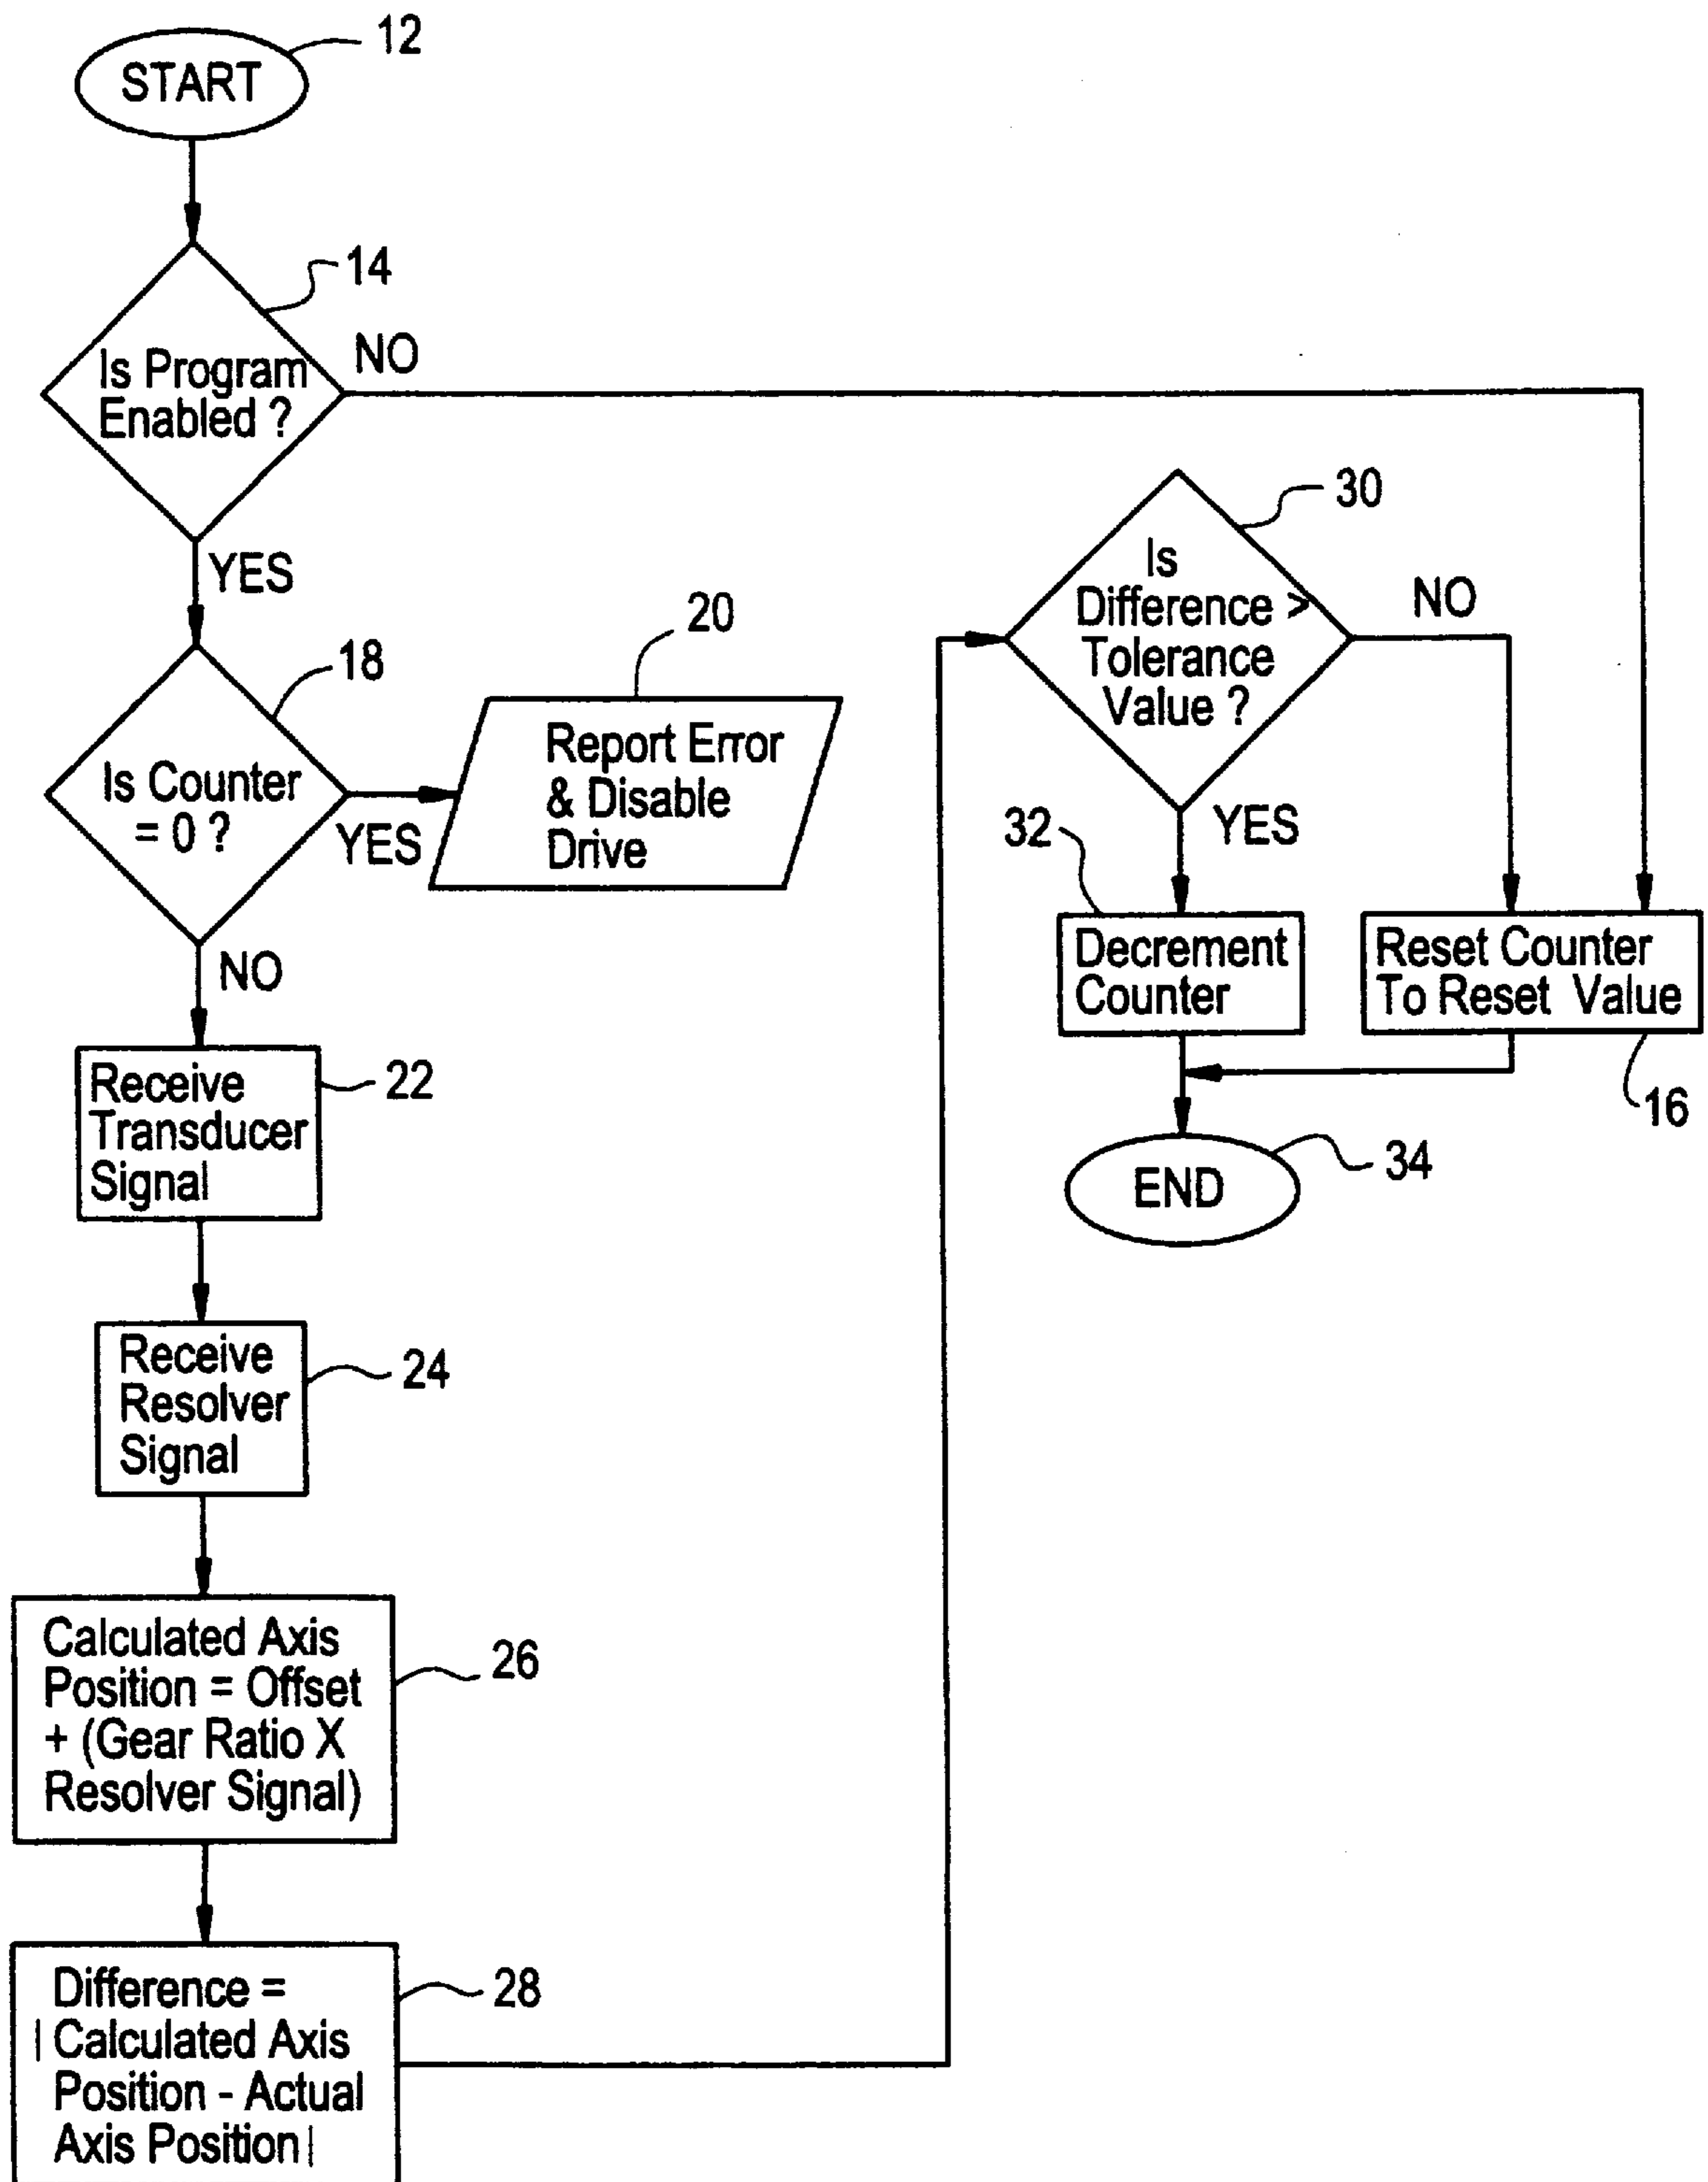 12
START
14
Is Program
Enabled ?
NO
YES
18
Is Counter
= 0 ?
YES
NO
20
Report Error
& Disable
Drive
22
Receive
Transducer
Signal
24
Receive
Resolver
Signal
26
Calculated Axis
Position = Offset
+ (Gear Ratio X
Resolver Signal)
28
Difference =
| Calculated Axis
Position - Actual
Axis Position |
30
Is
Difference >
Tolerance
Value ?
NO
YES
32
Decrement
Counter
Reset Counter
To Reset Value
16
34
END